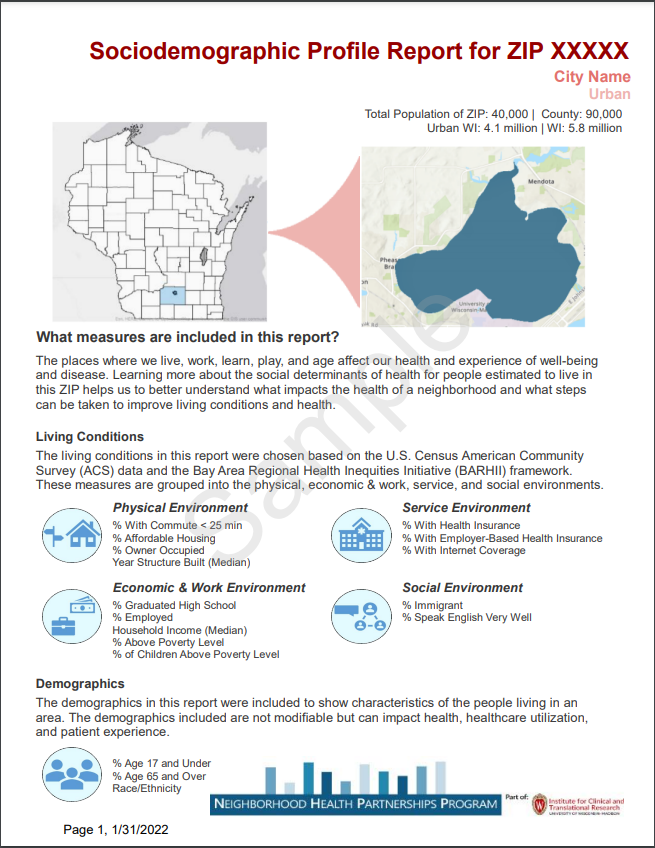 Sociodemographic Profile Report for ZIP XXXXX
City Name
Urban
Total Population of ZIP: 40,000 | County: 90,000
Urban WI: 4.1 million | WI: 5.8 million
Mendota
Pheas
Bra
University
Wisconsin-Ma
What measures are included in this report?
The places where we live, work, learn, play, and age affect our health and experience of well-being
and disease. Learning more about the social determinants of health for people estimated to live in
this ZIP helps us to better understand what impacts the health of a neighborhood and what steps
can be taken to improve living conditions and health.
Sample
Living Conditions
The living conditions in this report were chosen based on the U.S. Census American Community
Survey (ACS) data and the Bay Area Regional Health Inequities Initiative (BARHII) framework.
These measures are grouped into the physical, economic & work, service, and social environments.
Physical Environment
% With Commute < 25 min
% Affordable Housing
% Owner Occupied
Year Structure Built (Median)
Service Environment
% With Health Insurance
% With Employer-Based Health Insurance
% With Internet Coverage
Economic & Work Environment
% Graduated High School
% Employed
Household Income (Median)
% Above Poverty Level
% of Children Above Poverty Level
Social Environment
% Immigrant
% Speak English Very Well
Demographics
The demographics in this report were included to show characteristics of the people living in an
area. The demographics included are not modifiable but can impact health, healthcare utilization,
and patient experience.
% Age 17 and Under
% Age 65 and Over
Race/Ethnicity
NEIGHBORHOOD HEALTH PARTNERSHIPS PROGRAM
Part of:
Institute for Clinical and
Translational Research
UNIVERSITY OF WISCONSIN-MADISON
Page 1, 1/31/2022